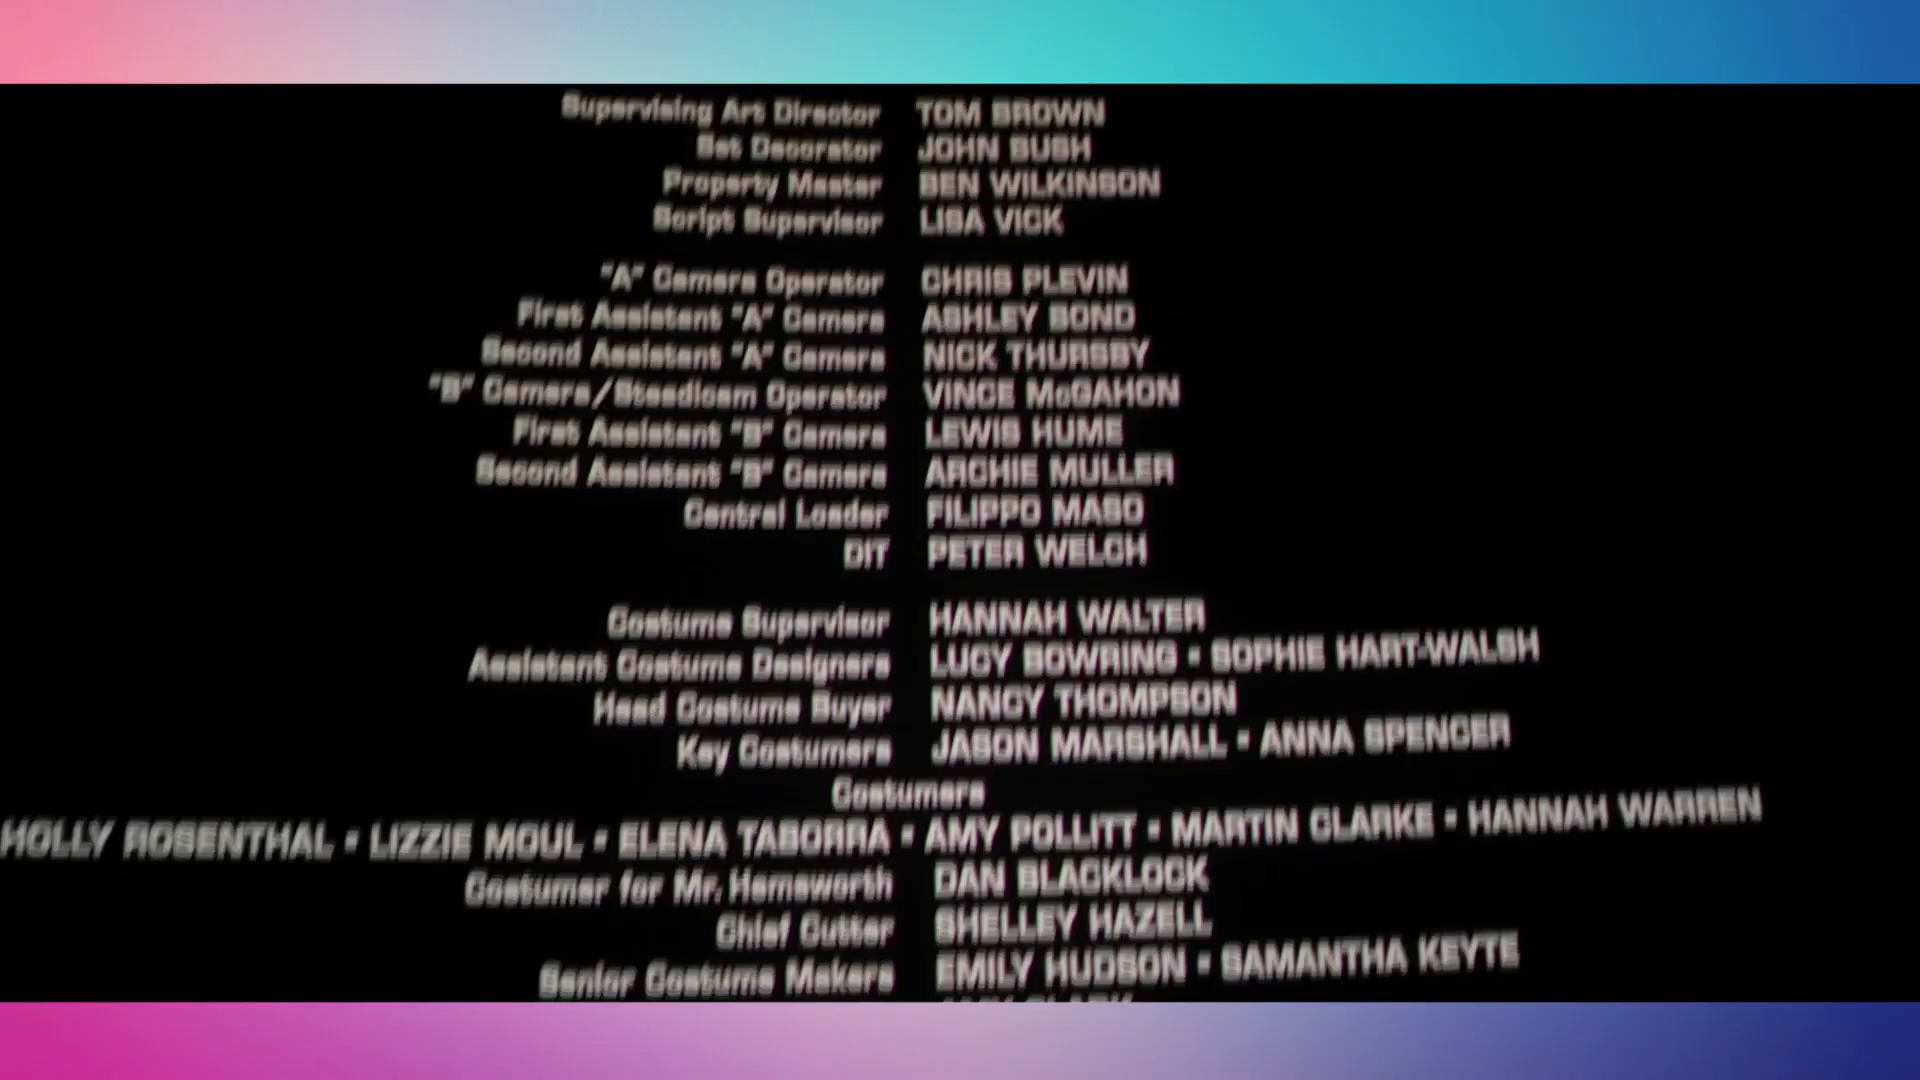 Supervising Art Director TOM BROWN
Set Decorator JOHN BUSH
Property Master BEN WILKINSON
Script Supervisor LISA VICK
"A" Camera Operator CHRIS PLEVIN
First Assistant "A" Camera ASHLEY BOND
Second Assistant "A" Camera NICK THURSBY
"B" Camera/Steadicam Operator VINCE McGAHON
First Assistant "B" Camera LEWIS HUME
Second Assistant "B" Camera ARCHIE MULLER
Central Loader FILIPPO MASO
DIT PETER WELCH
Costume Supervisor HANNAH WALTER
Assistant Costume Designers LUCY BOWRING ▪ SOPHIE HART-WALSH
Head Costume Buyer NANCY THOMPSON
Key Costumers JASON MARSHALL ▪ ANNA SPENCER
Costumers
HOLLY ROSENTHAL ▪ LIZZIE MOUL ▪ ELENA TABORRA ▪ AMY POLLITT ▪ MARTIN CLARKE ▪ HANNAH WARREN
Costumer for Mr. Hemsworth DAN BLACKLOCK
Chief Cutter SHELLEY HAZELL
Senior Costume Makers EMILY HUDSON ▪ SAMANTHA KEYTE